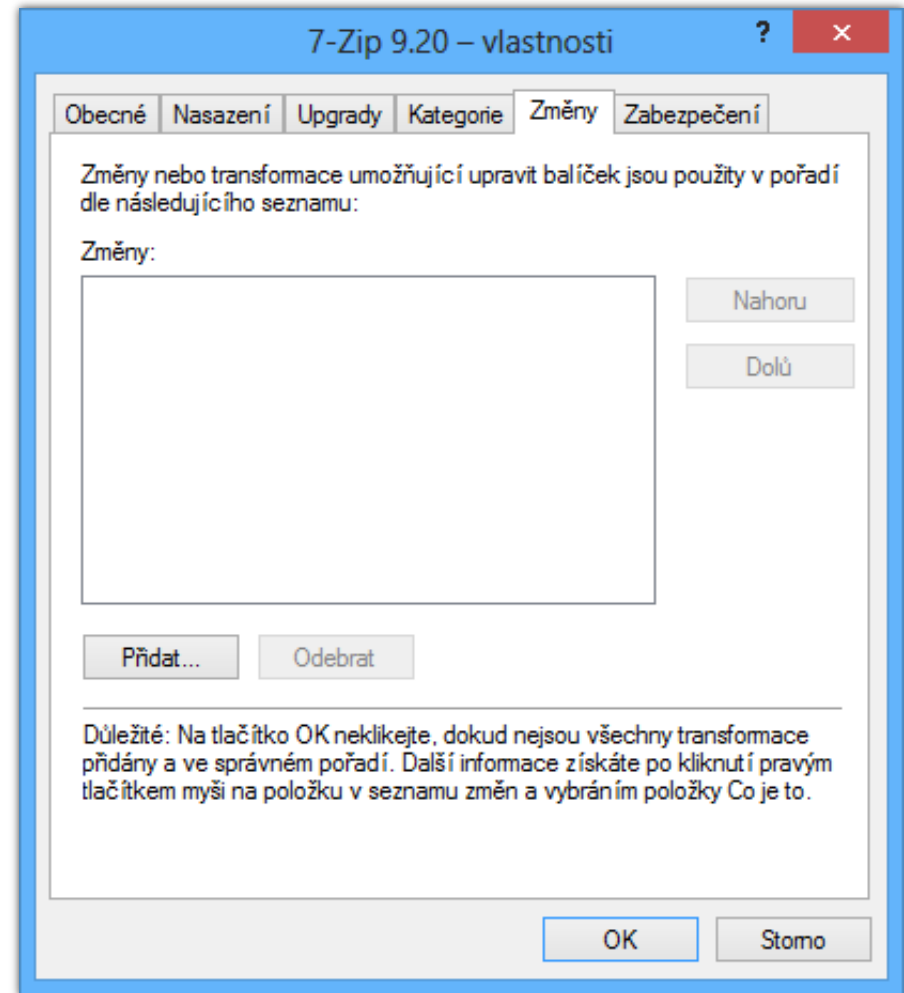 7-Zip 9.20 – vlastnosti
?
Obecné Nasazení Upgrady Kategorie Změny Zabezpečení
Změny nebo transformace umožňující upravit balíček jsou použity v pořadí
dle následujícího seznamu:
Změny:
Nahoru
Dolů
Přidat... Odebrat
Důležité: Na tlačítko OK neklikejte, dokud nejsou všechny transformace
přidány a ve správném pořadí. Další informace získáte po kliknutí pravým
tlačítkem myši na položku v seznamu změn a vybráním položky Co je to.
OK Storno